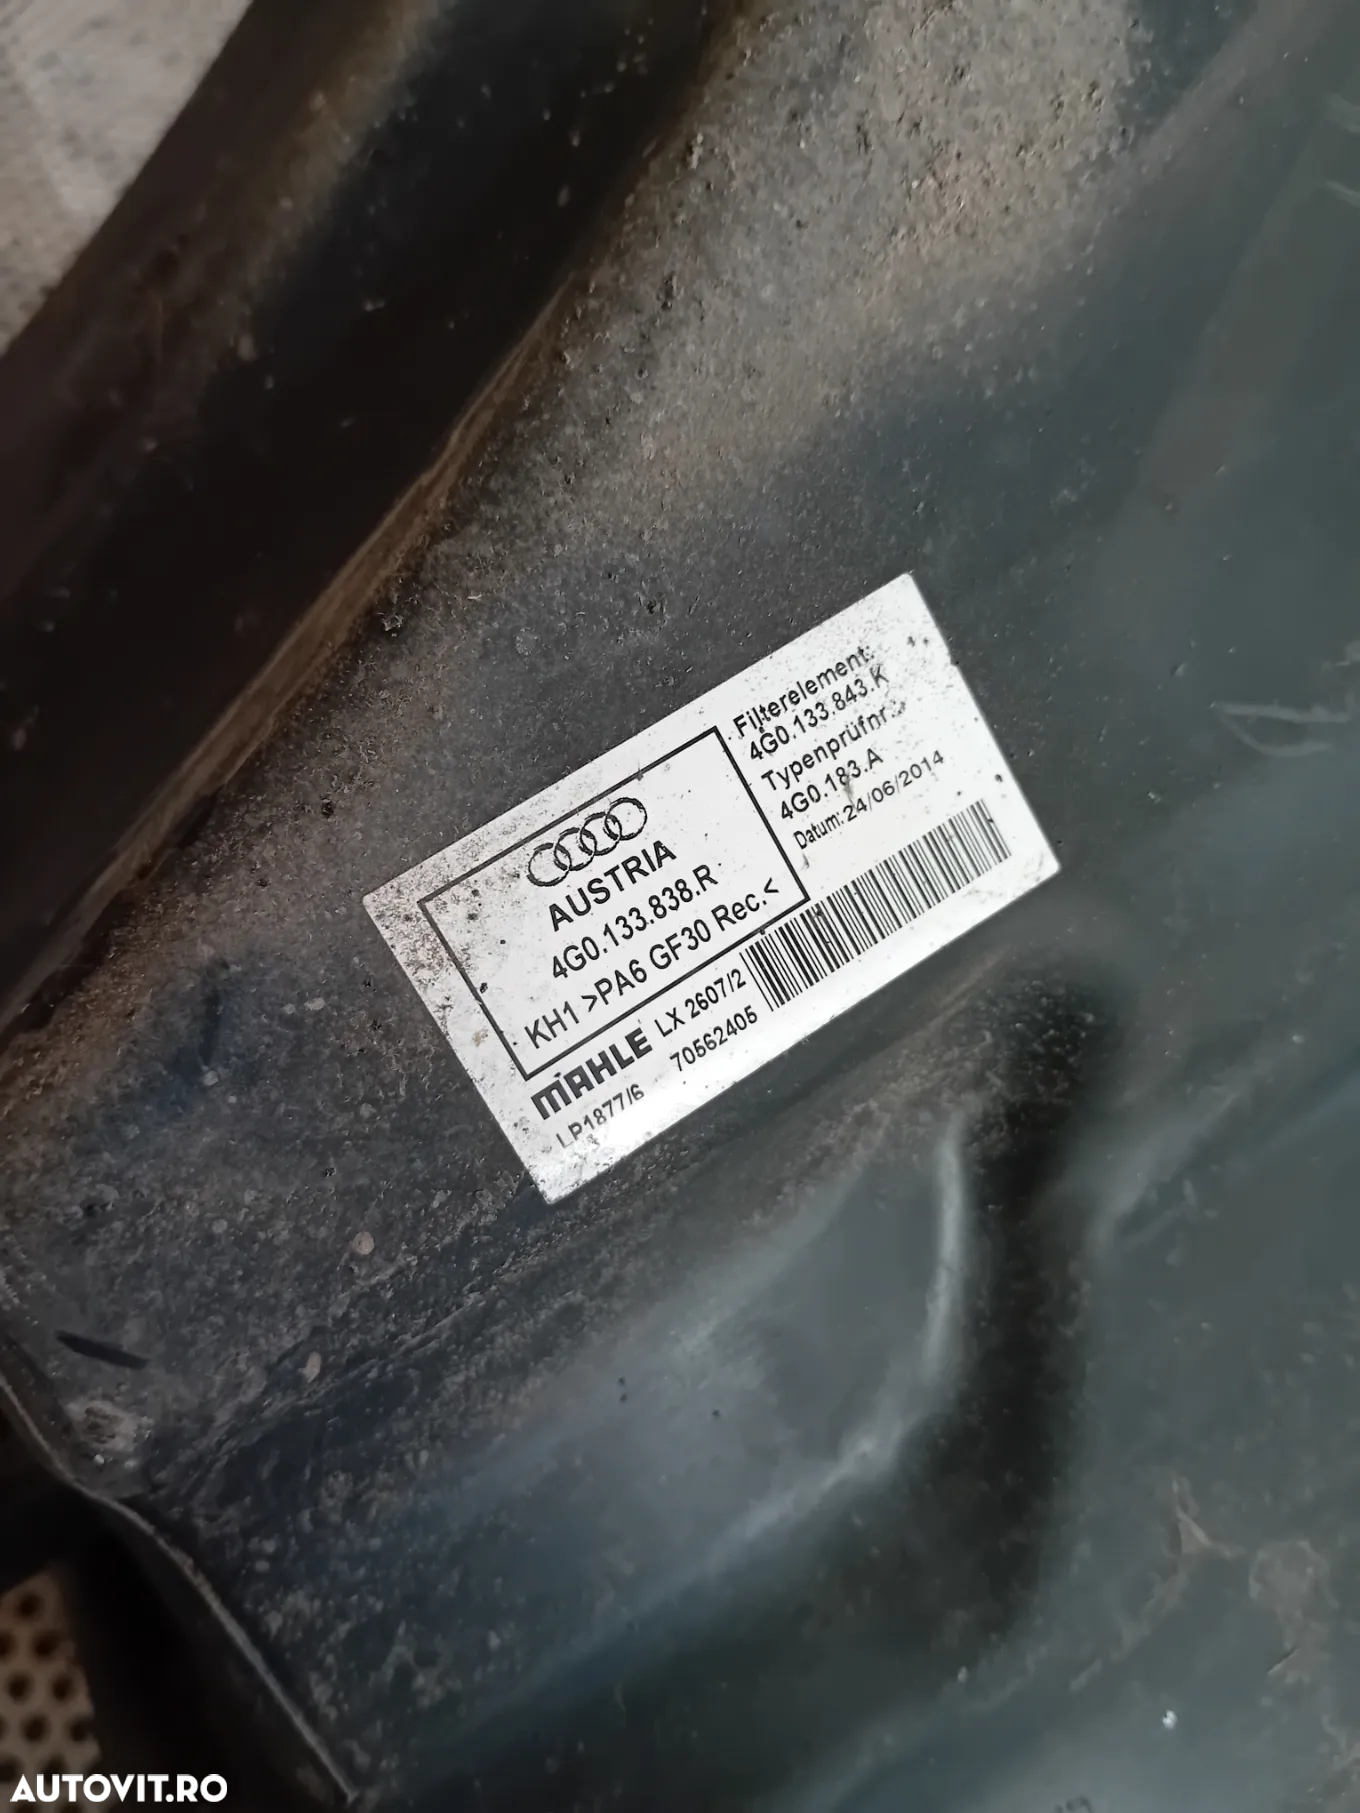 AUSTRIA
4G0.133.838.R
KH1 >PA6 GF30 Rec.<
MAHLE LX 2607/2
LP1877/6 70562405
Filterelement:
4G0.133.843.K
Typenprüfnr.:
4G0.183.A
Datum: 24/06/2014
AUTOVIT.RO